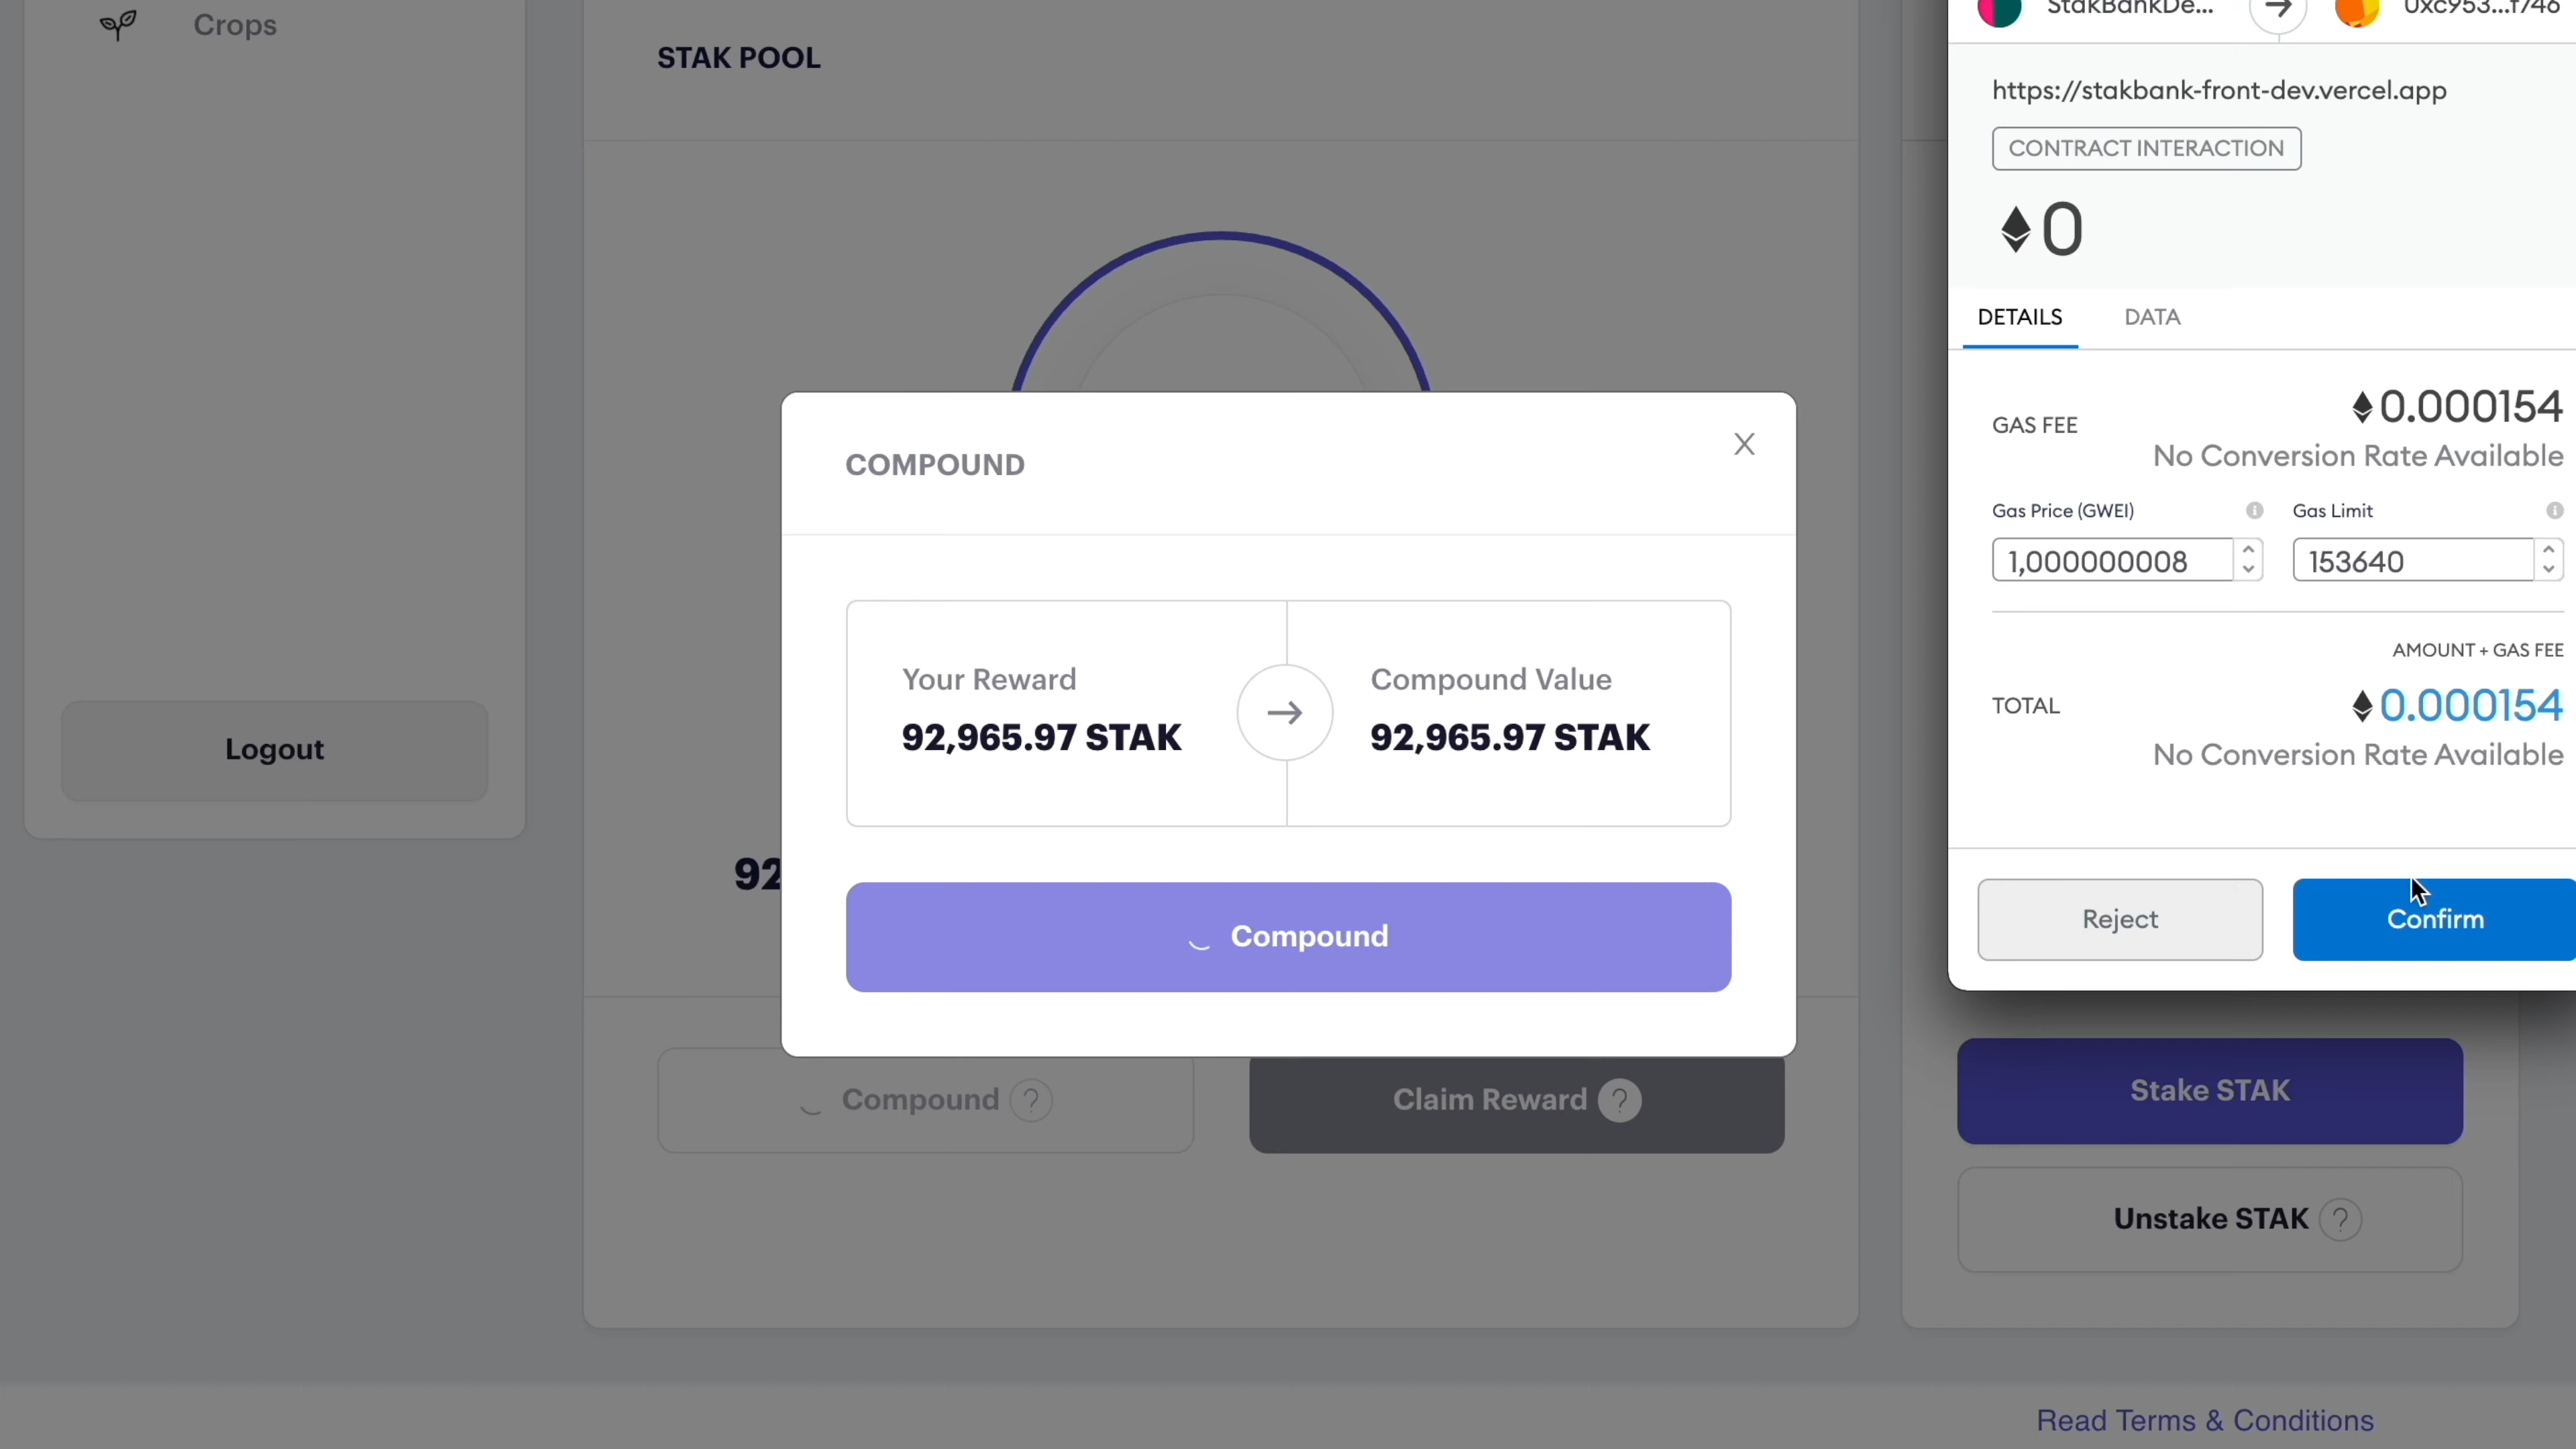 Crops
Logout
STAK POOL
92
COMPOUND
X
Your Reward
92,965.97 STAK
Compound Value
92,965.97 STAK
Compound
Compound ?
Claim Reward ?
StakBankDe...
0xc953...f746
https://stakbank-front-dev.vercel.app
CONTRACT INTERACTION
0
DETAILS
DATA
GAS FEE
0.000154
No Conversion Rate Available
Gas Price (GWEI)
Gas Limit
1,000000008
153640
AMOUNT + GAS FEE
TOTAL
0.000154
No Conversion Rate Available
Reject
Confirm
Stake STAK
Unstake STAK ?
Read Terms & Conditions